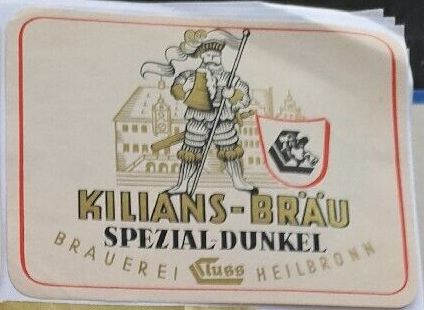 KILIANS-BRÄU
SPEZIAL-DUNKEL
BRAUEREI Cluss HEILBRONN